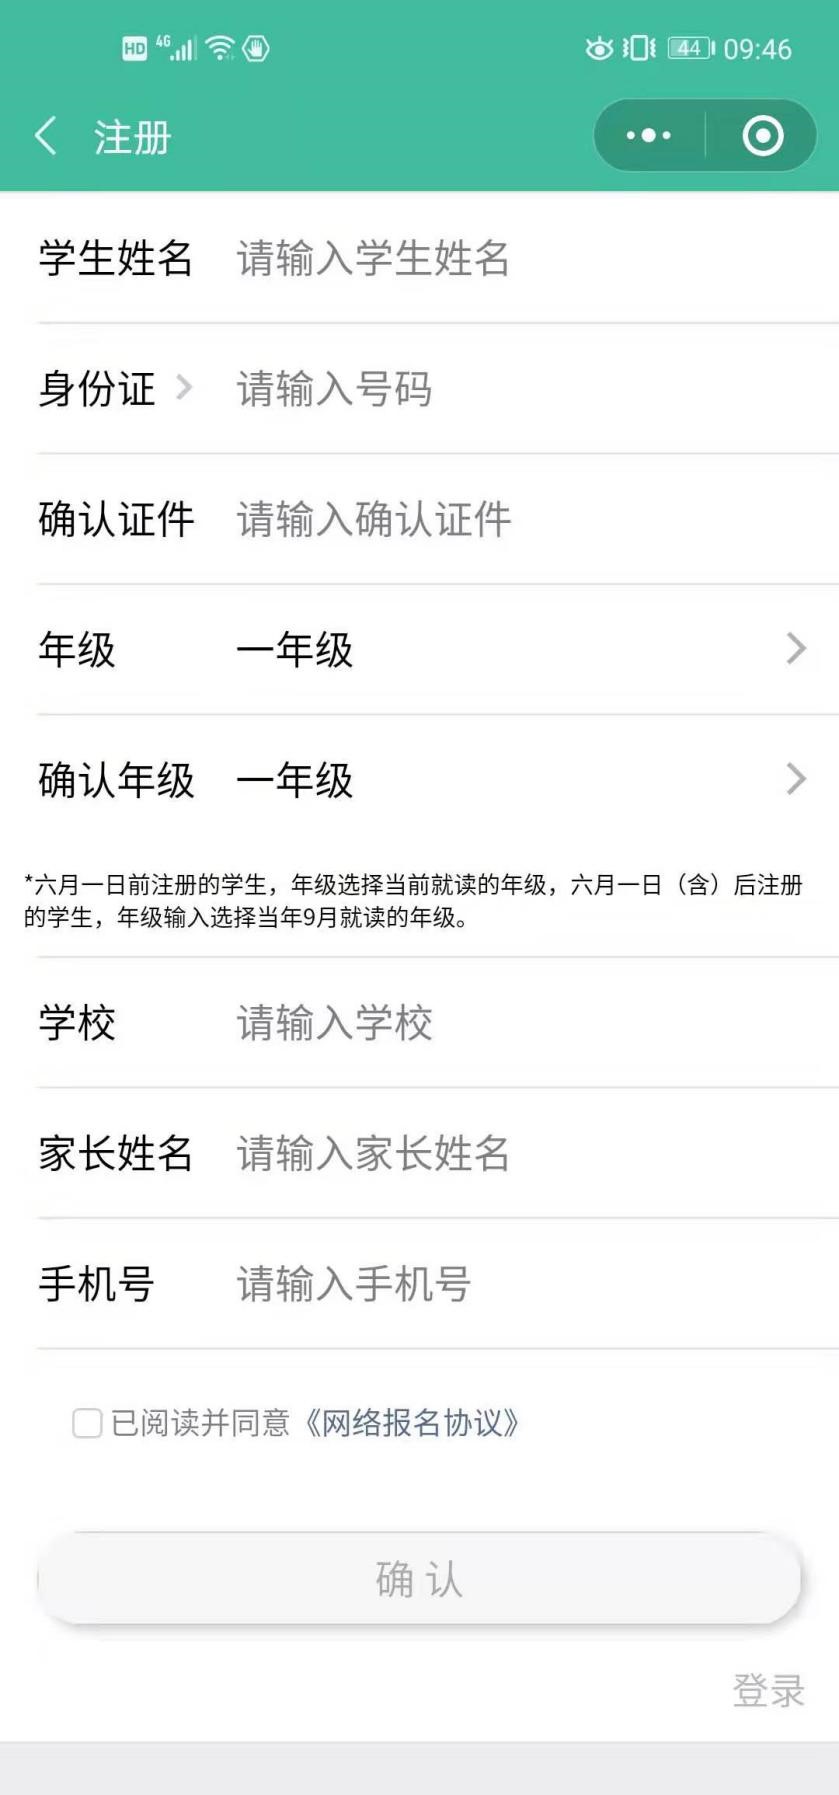 HD 4G 44 09:46
注册
学生姓名 请输入学生姓名
身份证 请输入号码
确认证件 请输入确认证件
年级 一年级
确认年级 一年级
*六月一日前注册的学生，年级选择当前就读的年级，六月一日（含）后注册
的学生，年级输入选择当年9月就读的年级。
学校 请输入学校
家长姓名 请输入家长姓名
手机号 请输入手机号
已阅读并同意《网络报名协议》
确认
登录